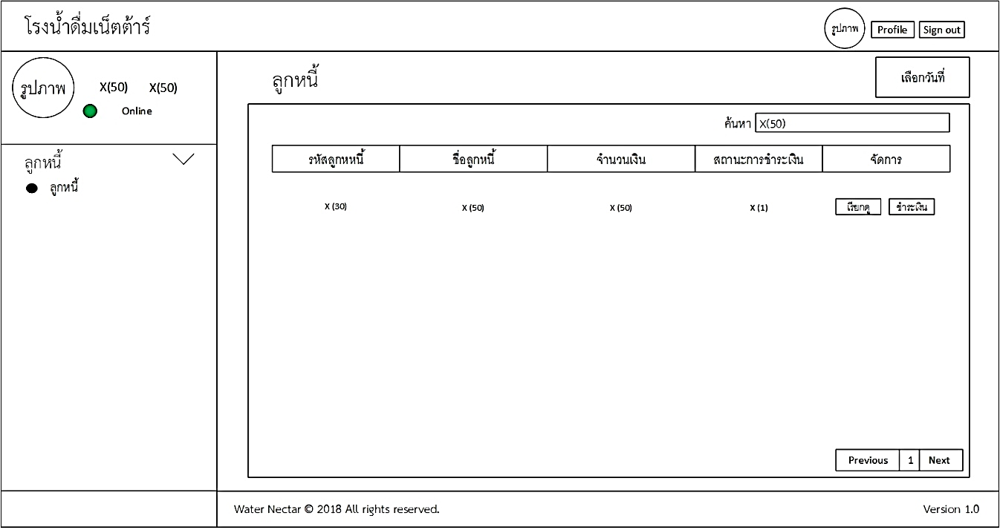 โรงน้ำดื่มเน็ตต้าร์
รูปภาพ Profile Sign out
รูปภาพ X(50) X(50)
Online
ลูกหนี้
ลูกหนี้
ลูกหนี้
เลือกวันที่
ค้นหา X(50)
รหัสลูกหหนี้ ชื่อลูกหนี้ จำนวนเงิน สถานะการชำระเงิน จัดการ
X (30) X (50) X (50) X (1) เรียกดู ชำระเงิน
Previous 1 Next
Water Nectar © 2018 All rights reserved. Version 1.0